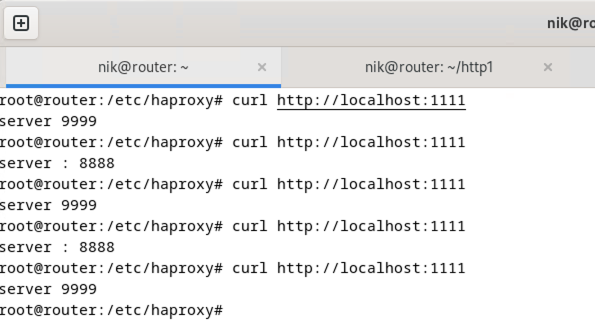 nik@ro
nik@router: ~ ×
nik@router: ~/http1 ×
root@router:/etc/haproxy# curl http://localhost:1111
server 9999
root@router:/etc/haproxy# curl http://localhost:1111
server : 8888
root@router:/etc/haproxy# curl http://localhost:1111
server 9999
root@router:/etc/haproxy# curl http://localhost:1111
server : 8888
root@router:/etc/haproxy# curl http://localhost:1111
server 9999
root@router:/etc/haproxy#